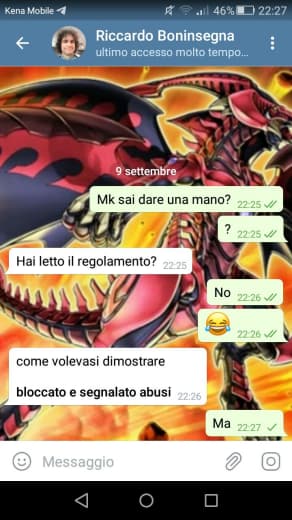 Kena Mobile
46% 22:27
Riccardo Boninsegna
ultimo accesso molto tempo...
9 settembre
Mk sai dare una mano? 22:25
? 22:25
Hai letto il regolamento? 22:25
No 22:26
😂 22:26
come volevasi dimostrare
bloccato e segnalato abusi 22:26
Ma 22:27
Messaggio